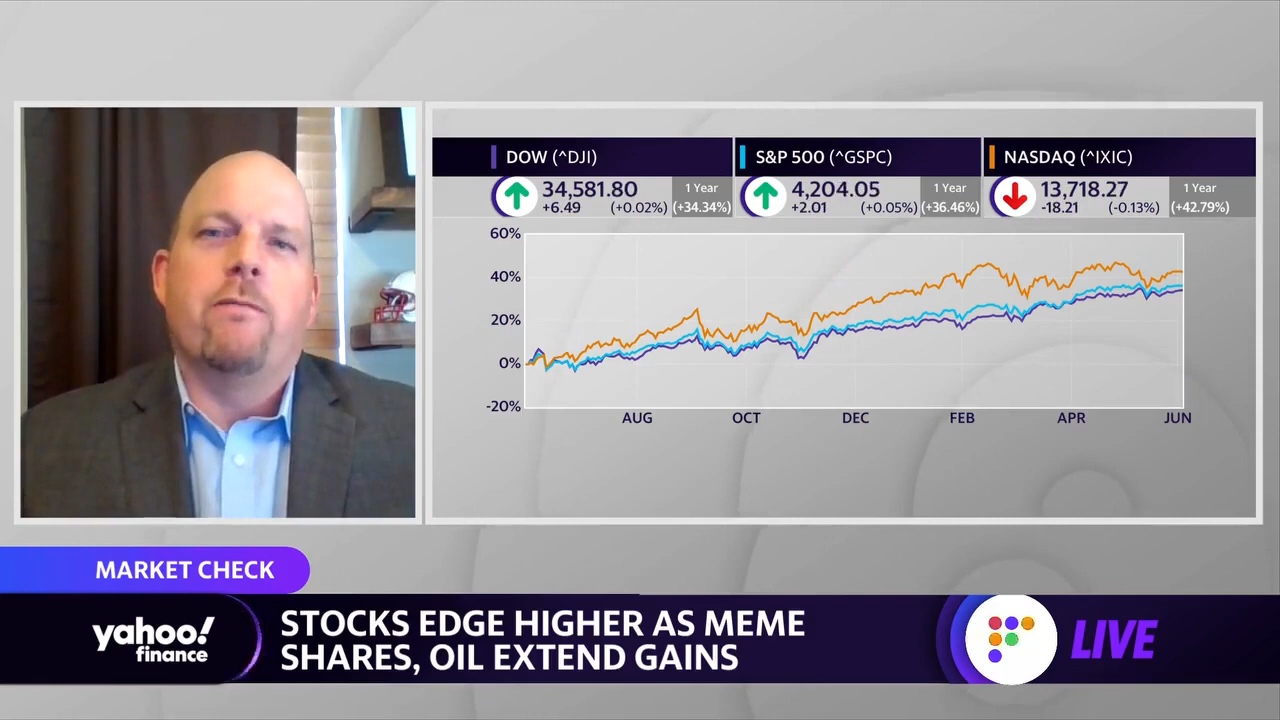 DOW (^DJI)
34,581.80
+6.49 (+0.02%)
1 Year
(+34.34%)
S&P 500 (^GSPC)
4,204.05
+2.01 (+0.05%)
1 Year
(+36.46%)
NASDAQ (^IXIC)
13,718.27
-18.21 (-0.13%)
1 Year
(+42.79%)
60%
40%
20%
0%
-20%
AUG OCT DEC FEB APR JUN
MARKET CHECK
yahoo!
finance
STOCKS EDGE HIGHER AS MEME
SHARES, OIL EXTEND GAINS
LIVE